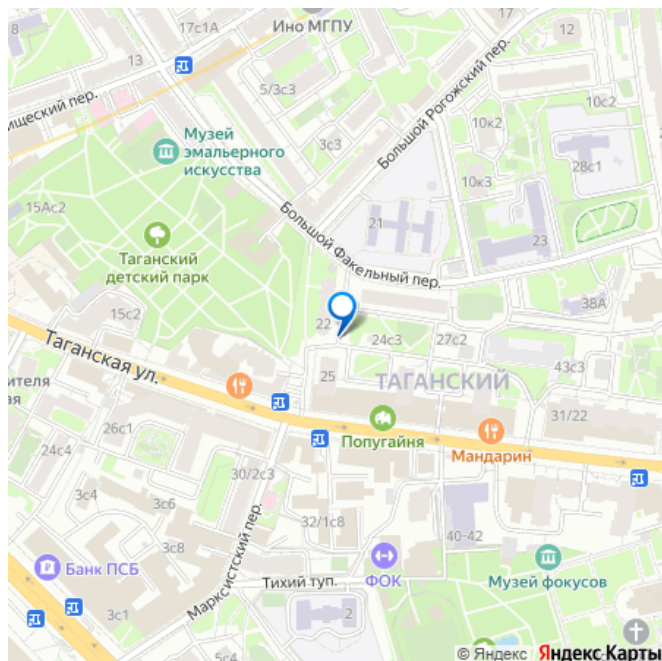 8
17с1А
Ино МГПУ
12
13
5/3с3
Большой Рогожский пер.
10с2
10к2
ищеский пер.
Музей
эмальерного
искусства
3с3
28с1
10к3
15Ас2
21
Большой Факельный пер.
23
Таганский
детский парк
38А
15с2
22
24с3
27с2
43с3
Таганская ул.
25
ТАГАНСКИЙ
ителя
ая
31/22
26с1
Попугайня
Мандарин
24с4
30/2с3
3с4
3с6
32/1с8
40-42
3с8
Марксистский пер.
Банк ПСБ
ФОК
Музей фокусов
Тихий туп.
3с1
2
5с4
© Яндекс Яндекс Карты